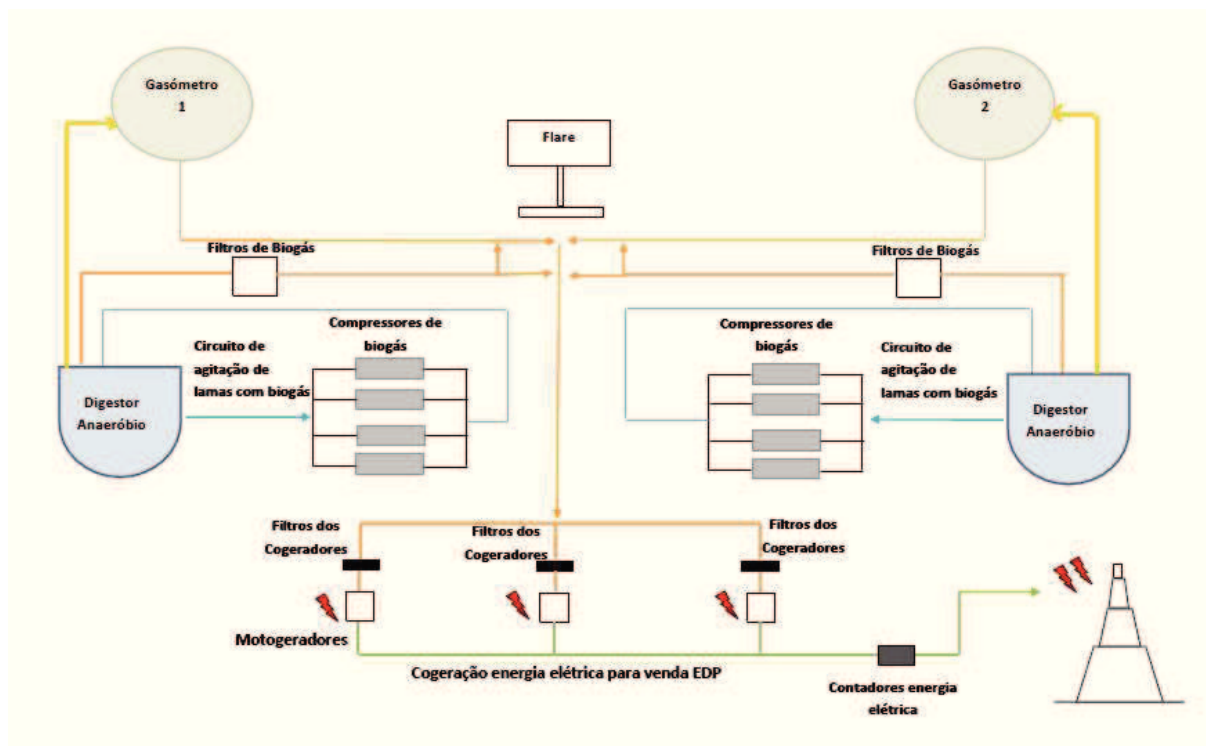 Gasómetro
1
Gasómetro
2
Flare
Filtros de Biogás
Filtros de Biogás
Compressores de
biogás
Circuito de
agitação de
lamas com biogás
Digestor
Anaeróbio
Compressores de
biogás
Circuito de
agitação de
lamas com biogás
Digestor
Anaeróbio
Filtros dos
Cogeradores
Filtros dos
Cogeradores
Filtros dos
Cogeradores
Motogeradores
Cogeração energia elétrica para venda EDP
Contadores energia
elétrica